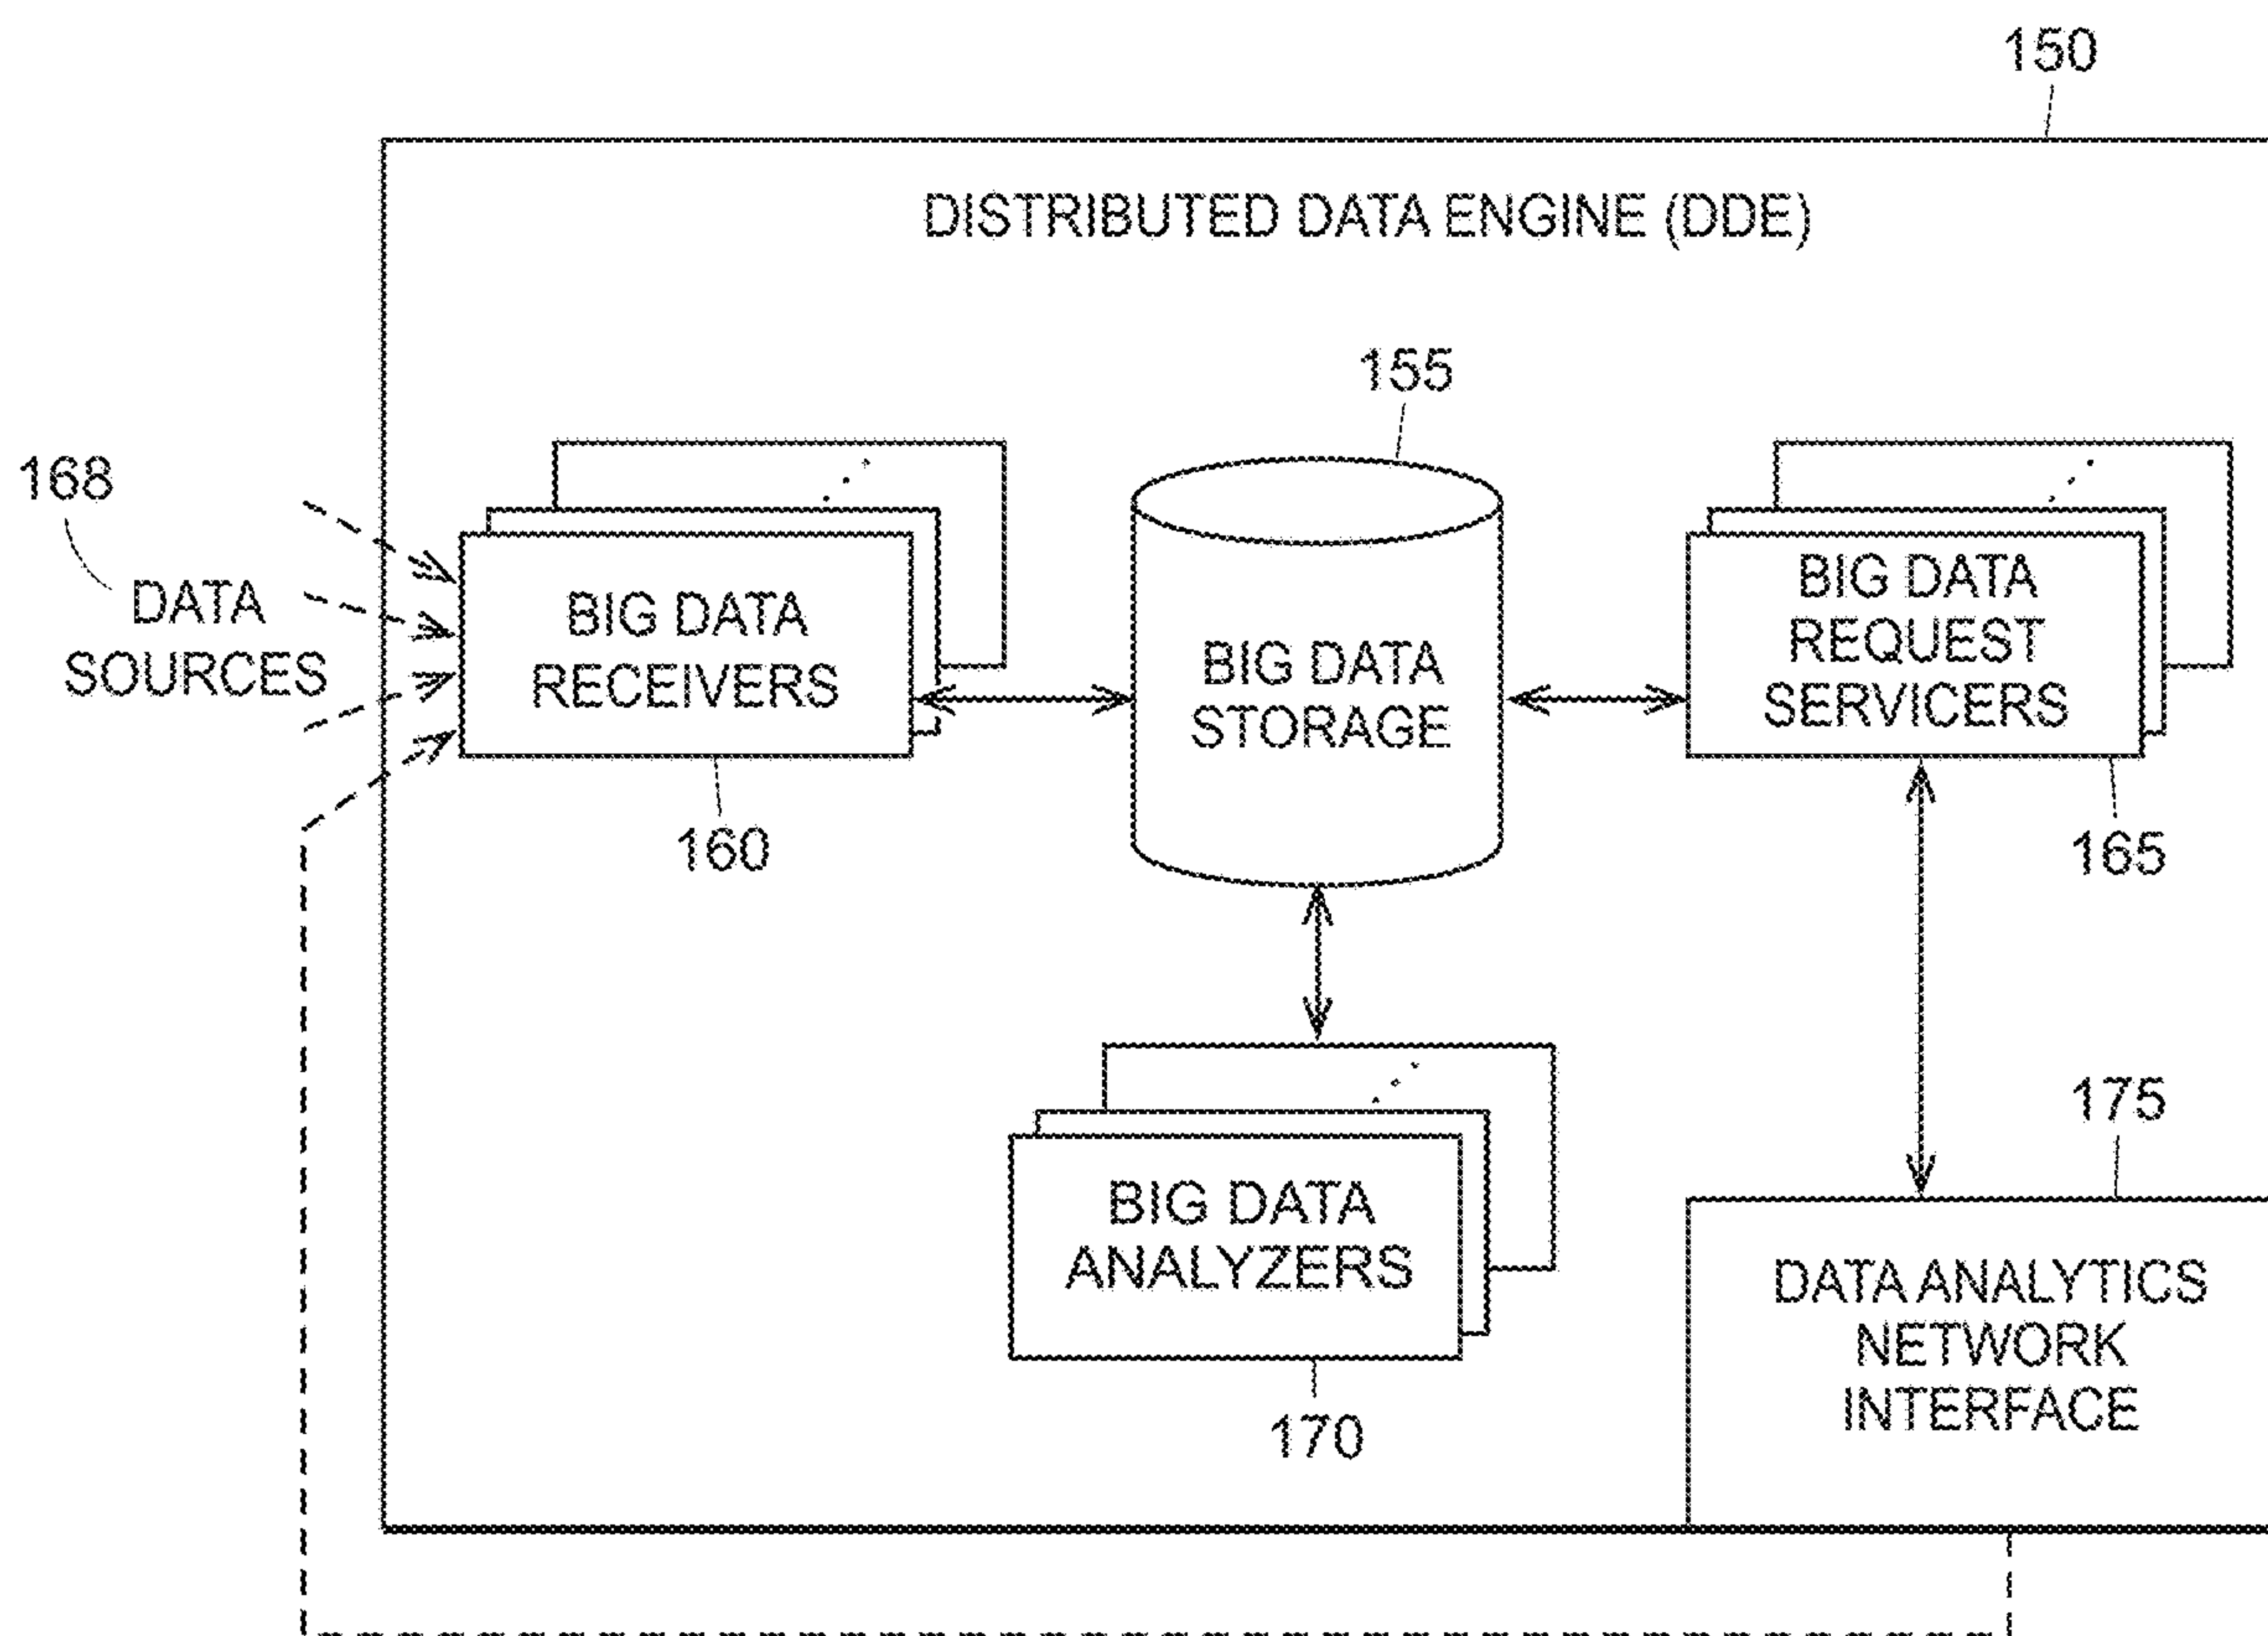 150
DISTRIBUTED DATA ENGINE (DDE)
155
168
DATA
SOURCES
BIG DATA
RECEIVERS
160
BIG DATA
STORAGE
BIG DATA
REQUEST
SERVICERS
165
BIG DATA
ANALYZERS
170
175
DATA ANALYTICS
NETWORK
INTERFACE